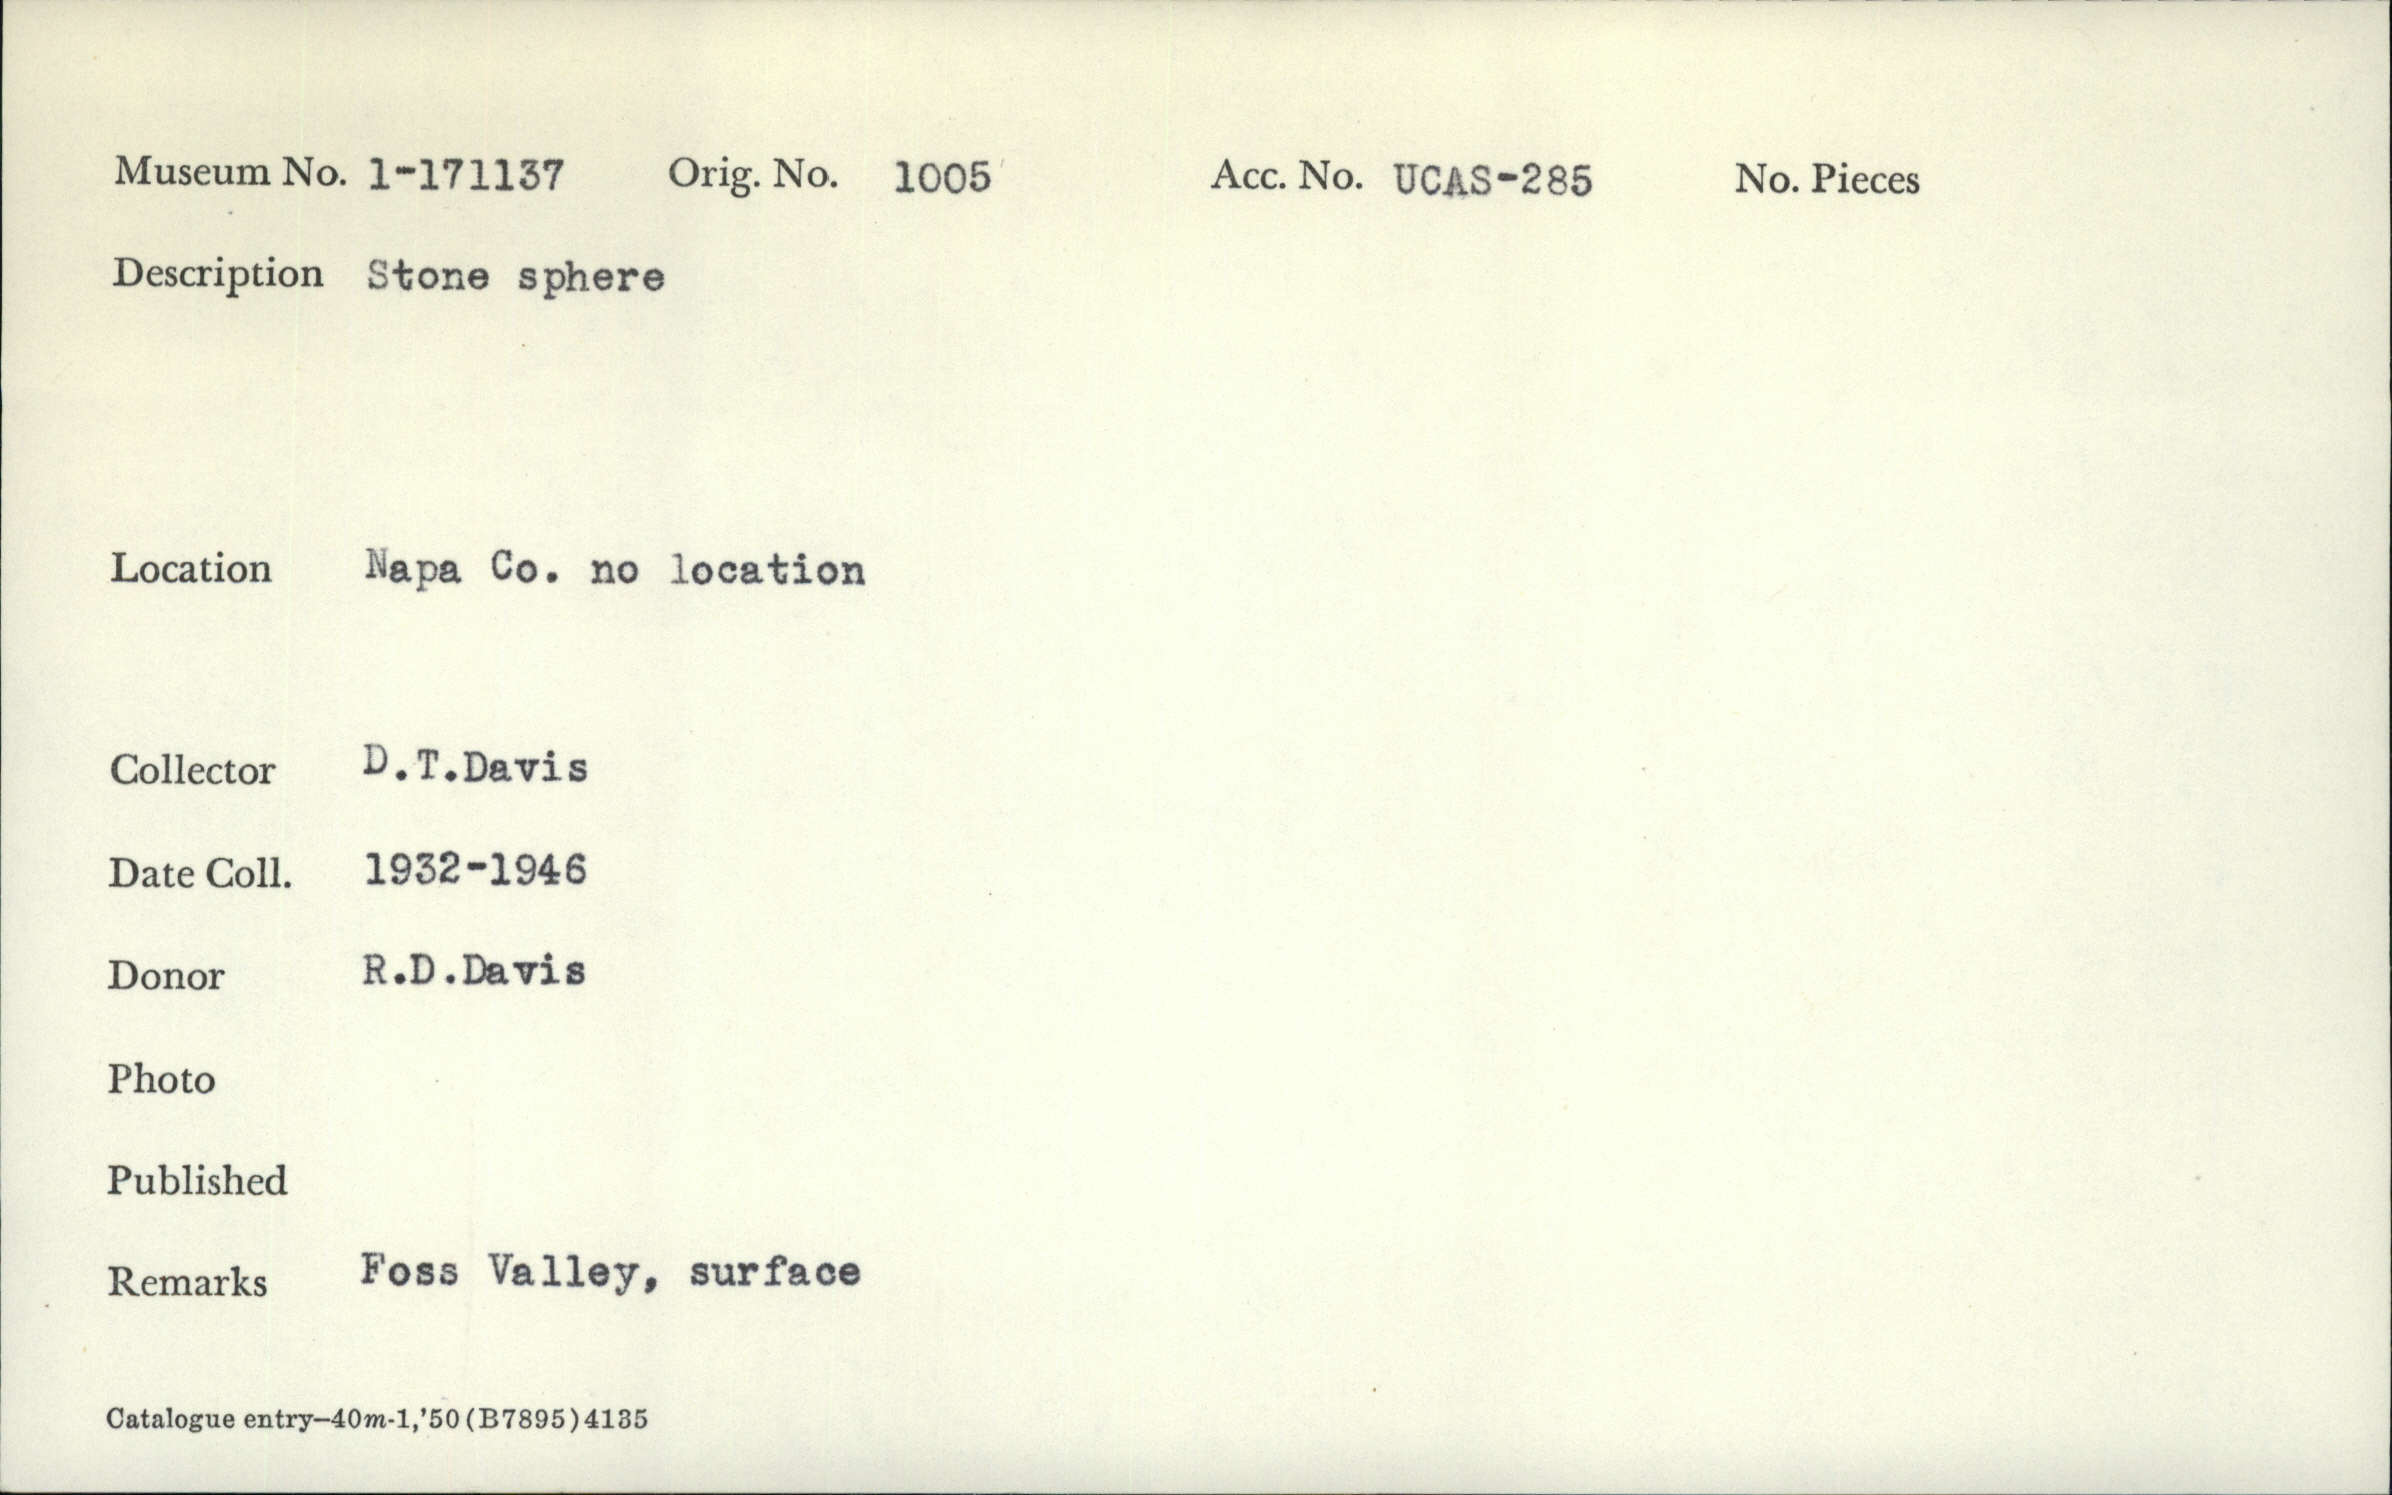 Museum No. 1-171137 Orig. No. 1005 Acc. No. UCAS-285 No. Pieces
Description Stone sphere
Location Napa Co. no location
Collector D.T.Davis
Date Coll. 1932-1946
Donor R.D.Davis
Photo
Published
Remarks Foss Valley, surface
Catalogue entry—40m-1,'50(B7895)4135